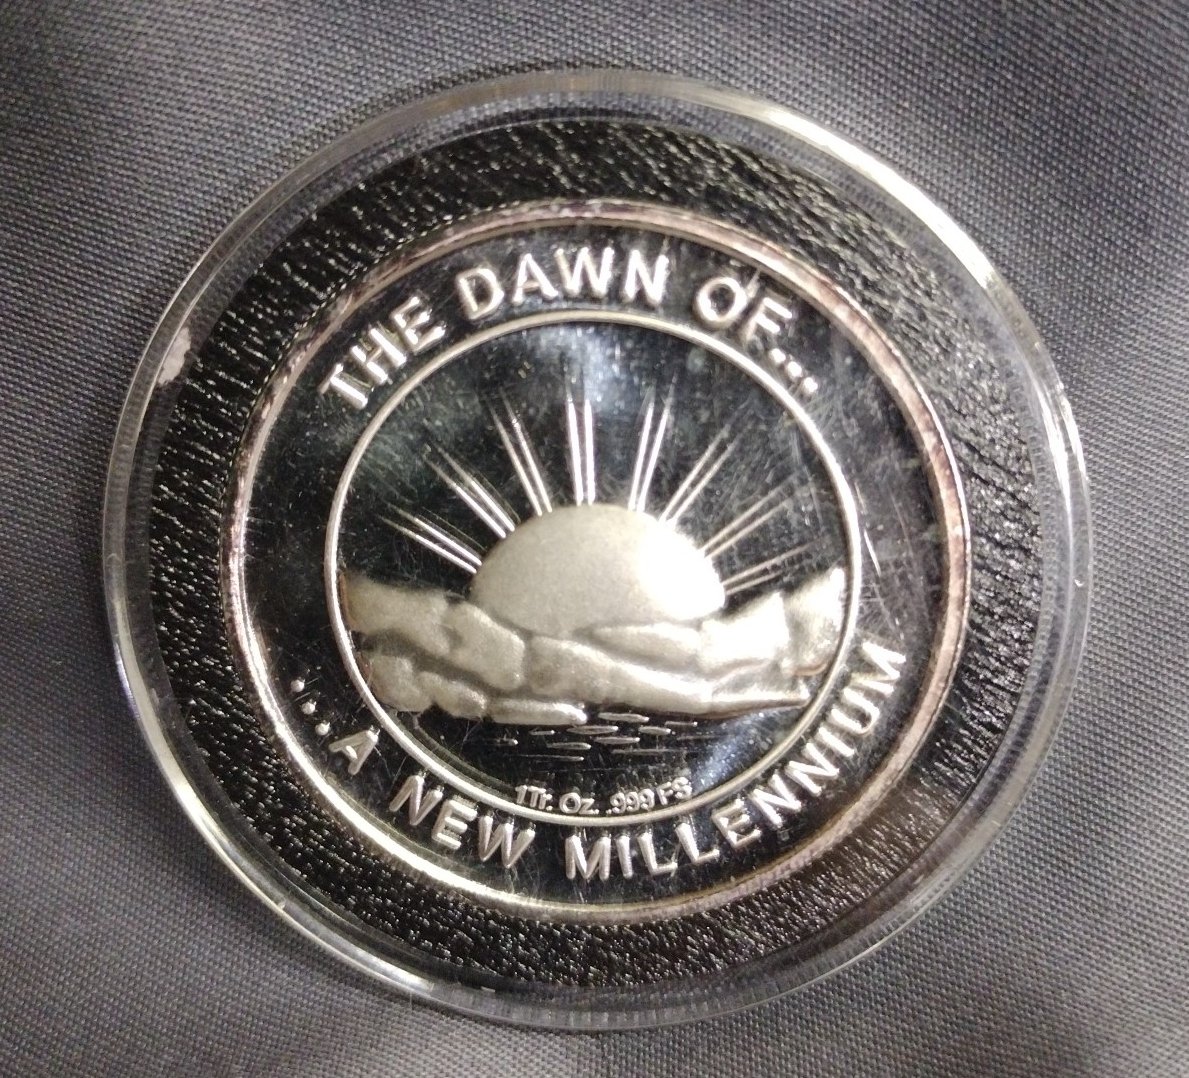 THE DAWN OF...
1Tr. Oz .999 FS
...A NEW MILLENNIUM